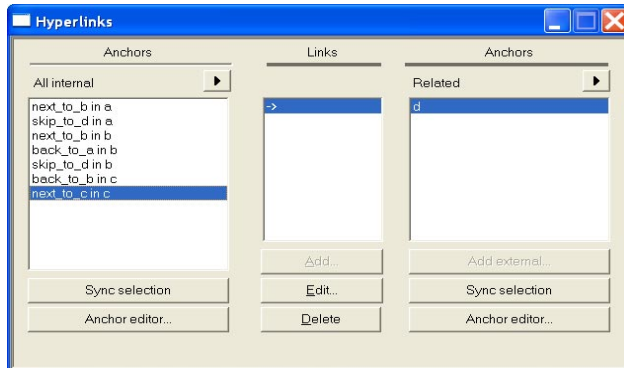 Hyperlinks
Anchors
Links
Anchors
All internal
Related
next_to_b in a
skip_to_d in a
next_to_b in b
back_to_a in b
skip_to_d in b
back_to_b in c
next_to_c in c
->
d
Add...
Add external...
Sync selection
Edit...
Sync selection
Anchor editor...
Delete
Anchor editor...